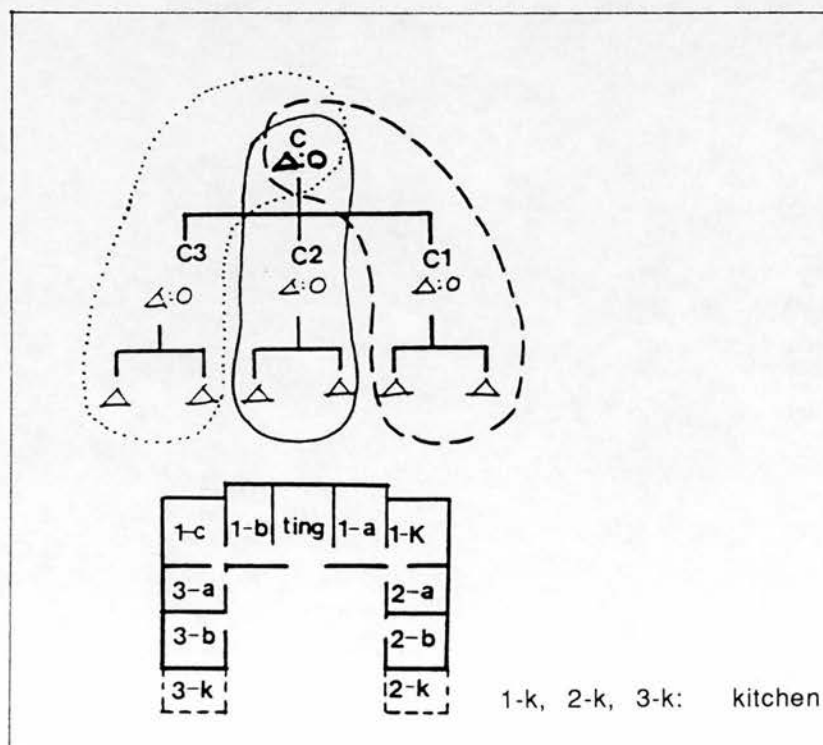 C
C3 C2 C1
1-c 1-b ting 1-a 1-K
3-a 2-a
3-b 2-b
3-k 2-k
1-k, 2-k, 3-k: kitchen